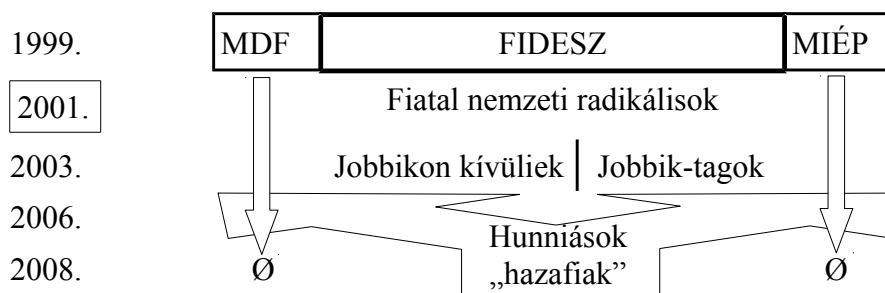 1999. MDF FIDESZ MIÉP
2001. Fiatal nemzeti radikálisok
2003. Jobbikon kívüliek Jobbik-tagok
2006.
Hunniások
2008. Ø „hazafiak” Ø